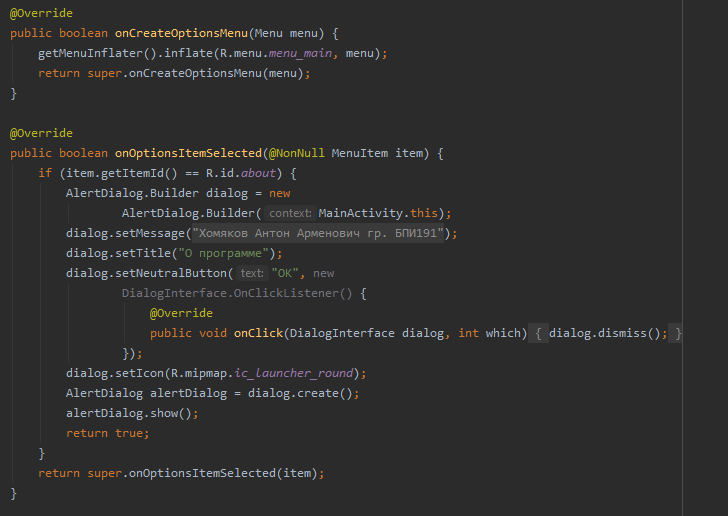 @Override
public boolean onCreateOptionsMenu(Menu menu) {
getMenuInflater().inflate(R.menu.menu_main, menu);
return super.onCreateOptionsMenu(menu);
}
@Override
public boolean onOptionsItemSelected(@NonNull MenuItem item) {
if (item.getItemId() == R.id.about) {
AlertDialog.Builder dialog = new
AlertDialog.Builder( context: MainActivity.this);
dialog.setMessage("Хомяков Антон Арменович гр. БПИ191");
dialog.setTitle("О программе");
dialog.setNeutralButton( text: "OK", new
DialogInterface.OnClickListener() {
@Override
public void onClick(DialogInterface dialog, int which) { dialog.dismiss(); }
});
dialog.setIcon(R.mipmap.ic_launcher_round);
AlertDialog alertDialog = dialog.create();
alertDialog.show();
return true;
}
return super.onOptionsItemSelected(item);
}